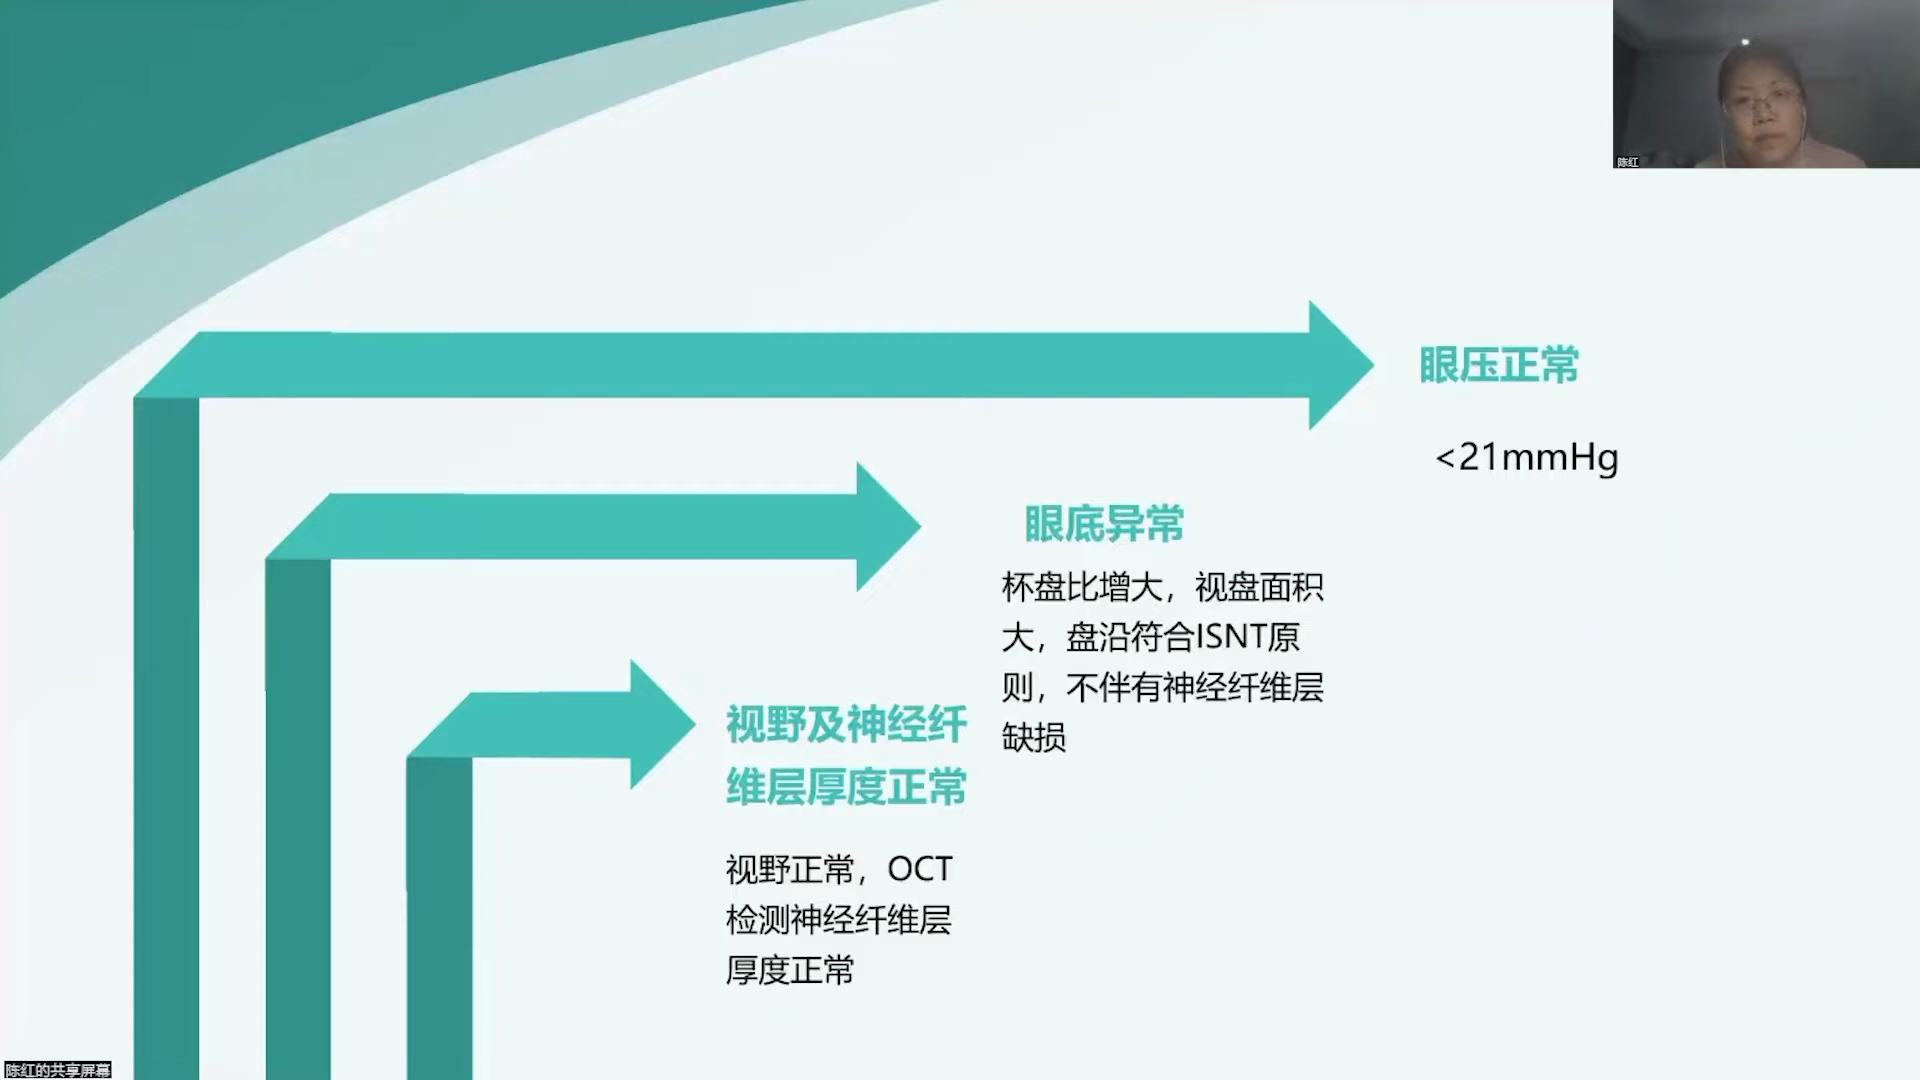 陈红
眼压正常
<21mmHg
眼底异常
杯盘比增大，视盘面积
大，盘沿符合ISNT原
则，不伴有神经纤维层
缺损
视野及神经纤
维层厚度正常
视野正常，OCT
检测神经纤维层
厚度正常
陈红的共享屏幕